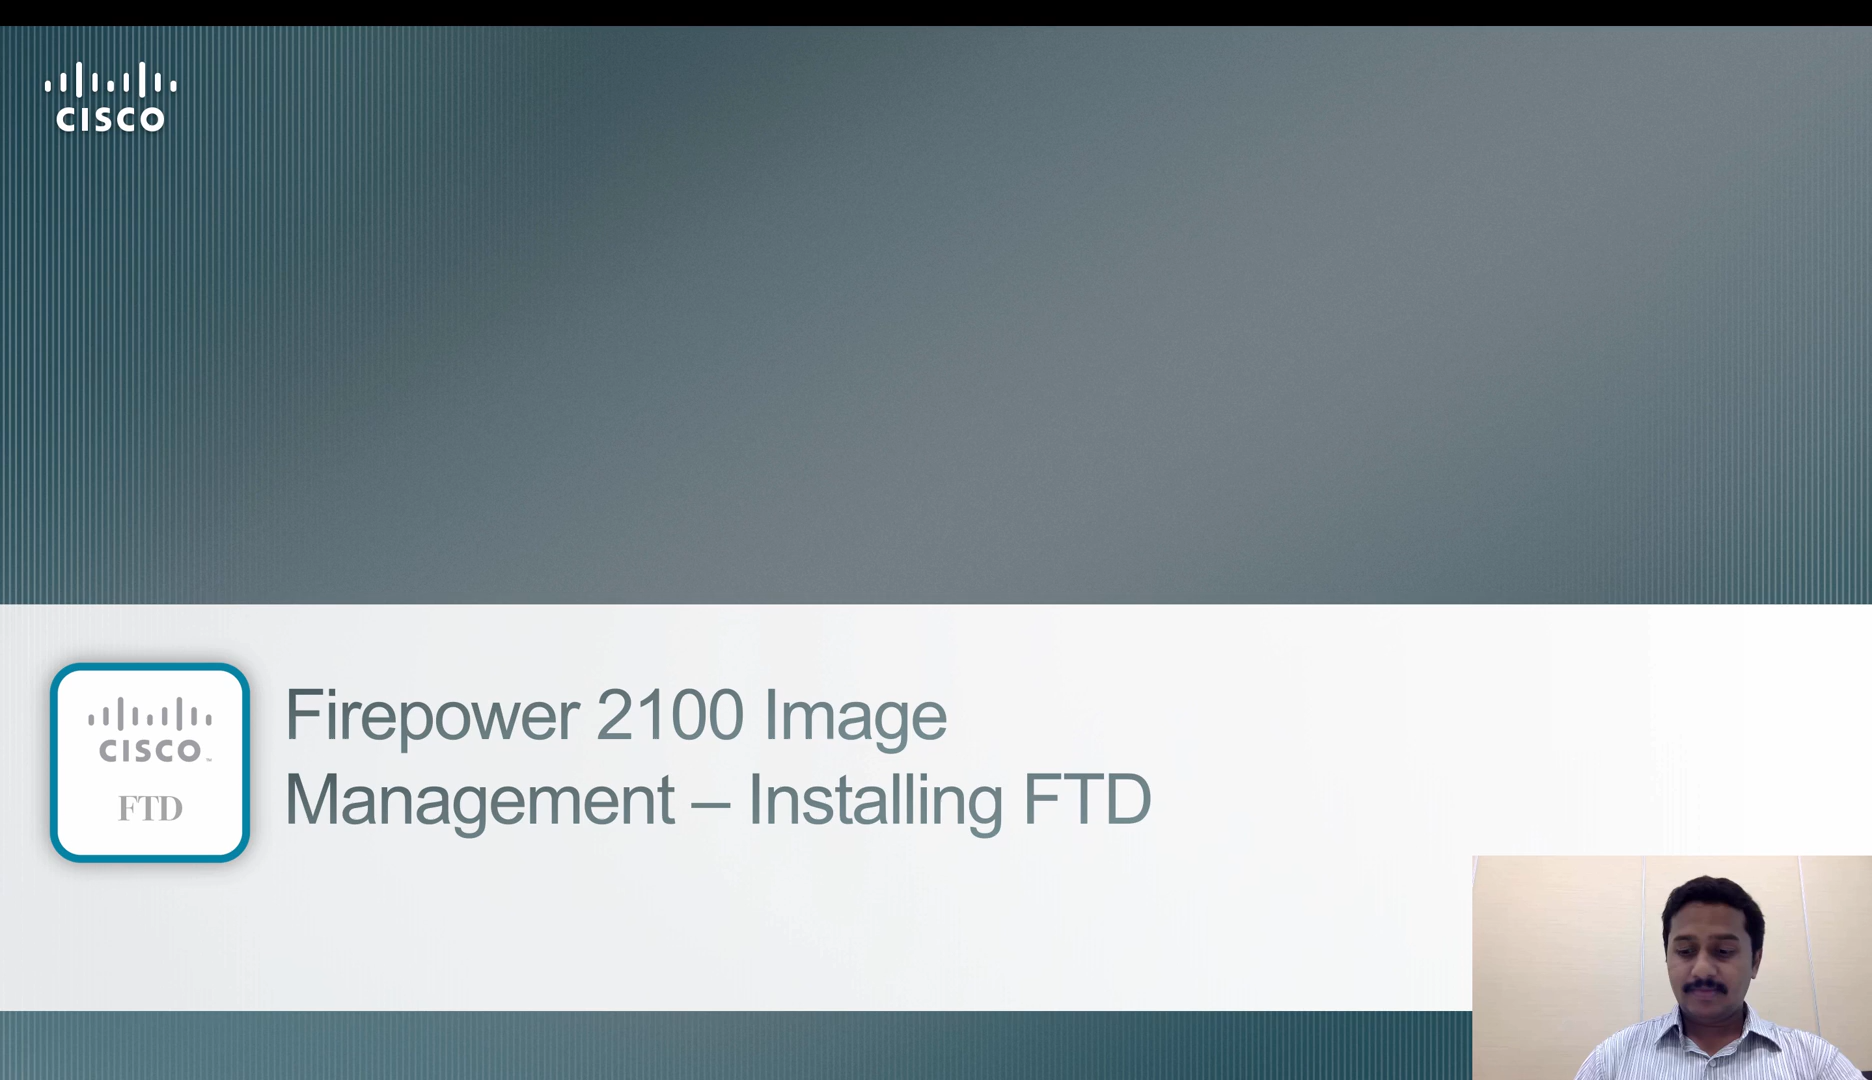 CISCO
CISCO
FTD
Firepower 2100 Image
Management – Installing FTD